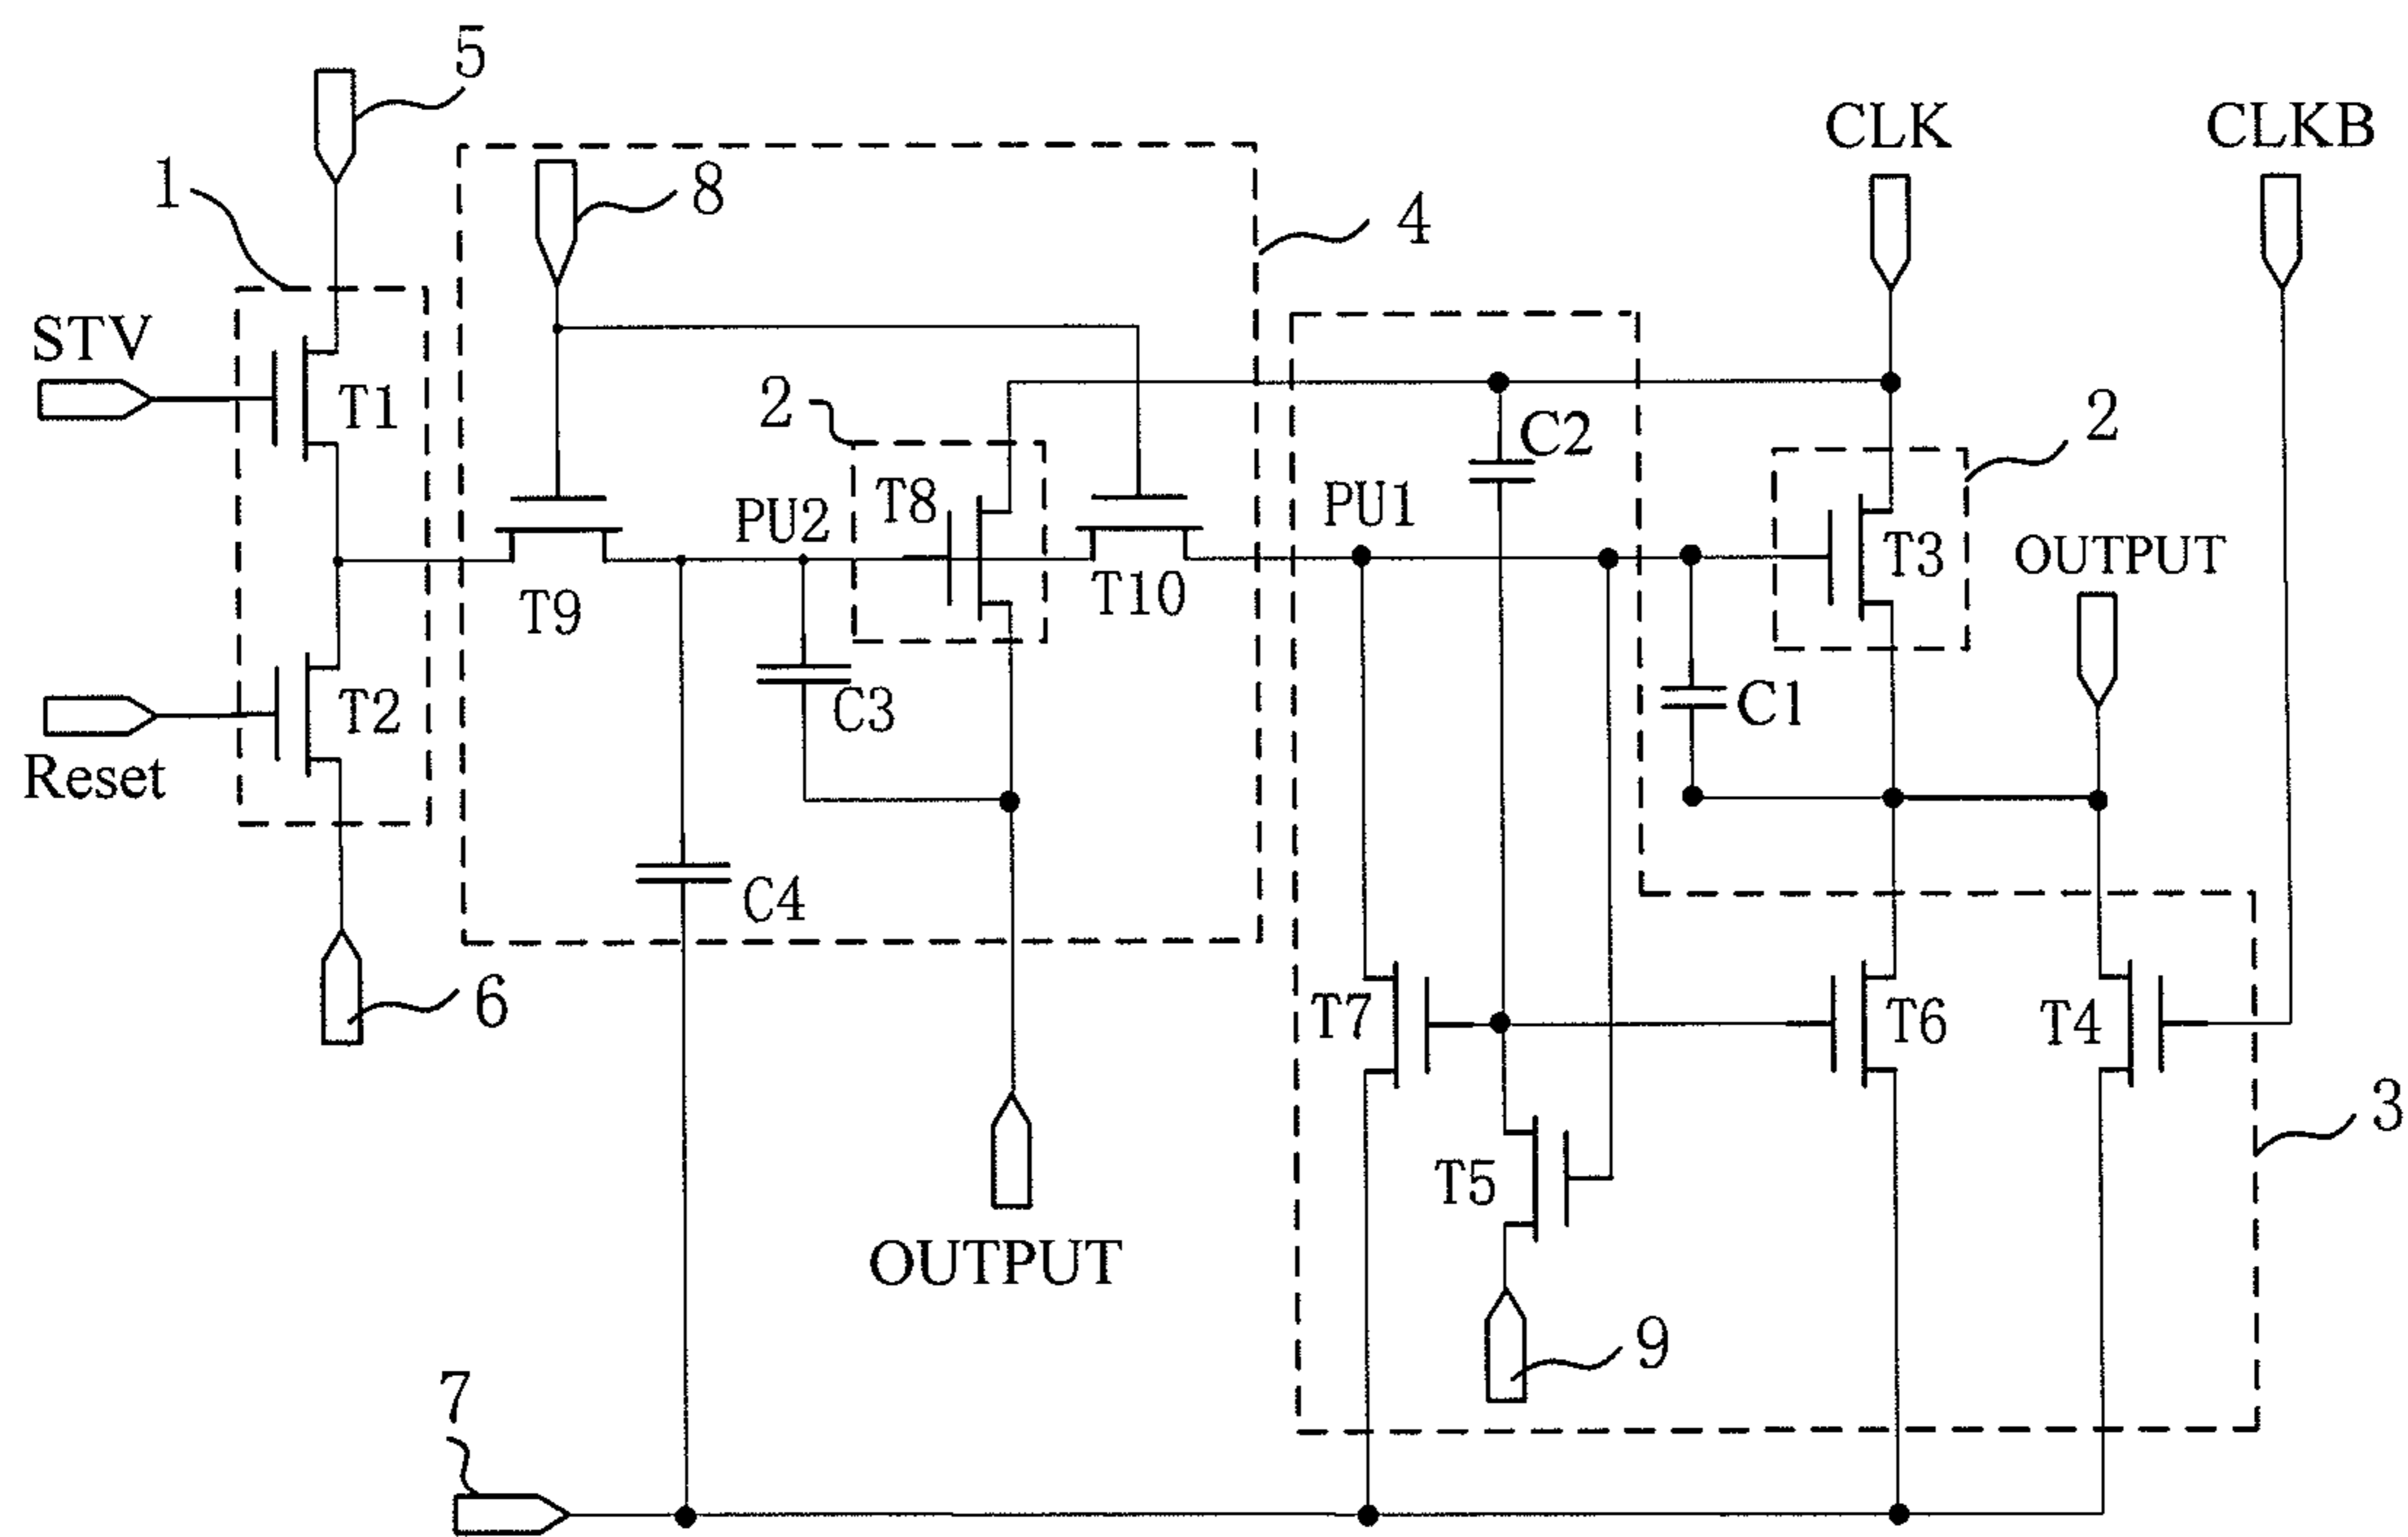 5
CLK
CLKB
1
8
4
STV
T1
2
C2
2
T8
PU2
PU1
T3
OUTPUT
T9
T10
T2
C3
C1
Reset
C4
6
T7
T6
T4
3
T5
OUTPUT
9
7